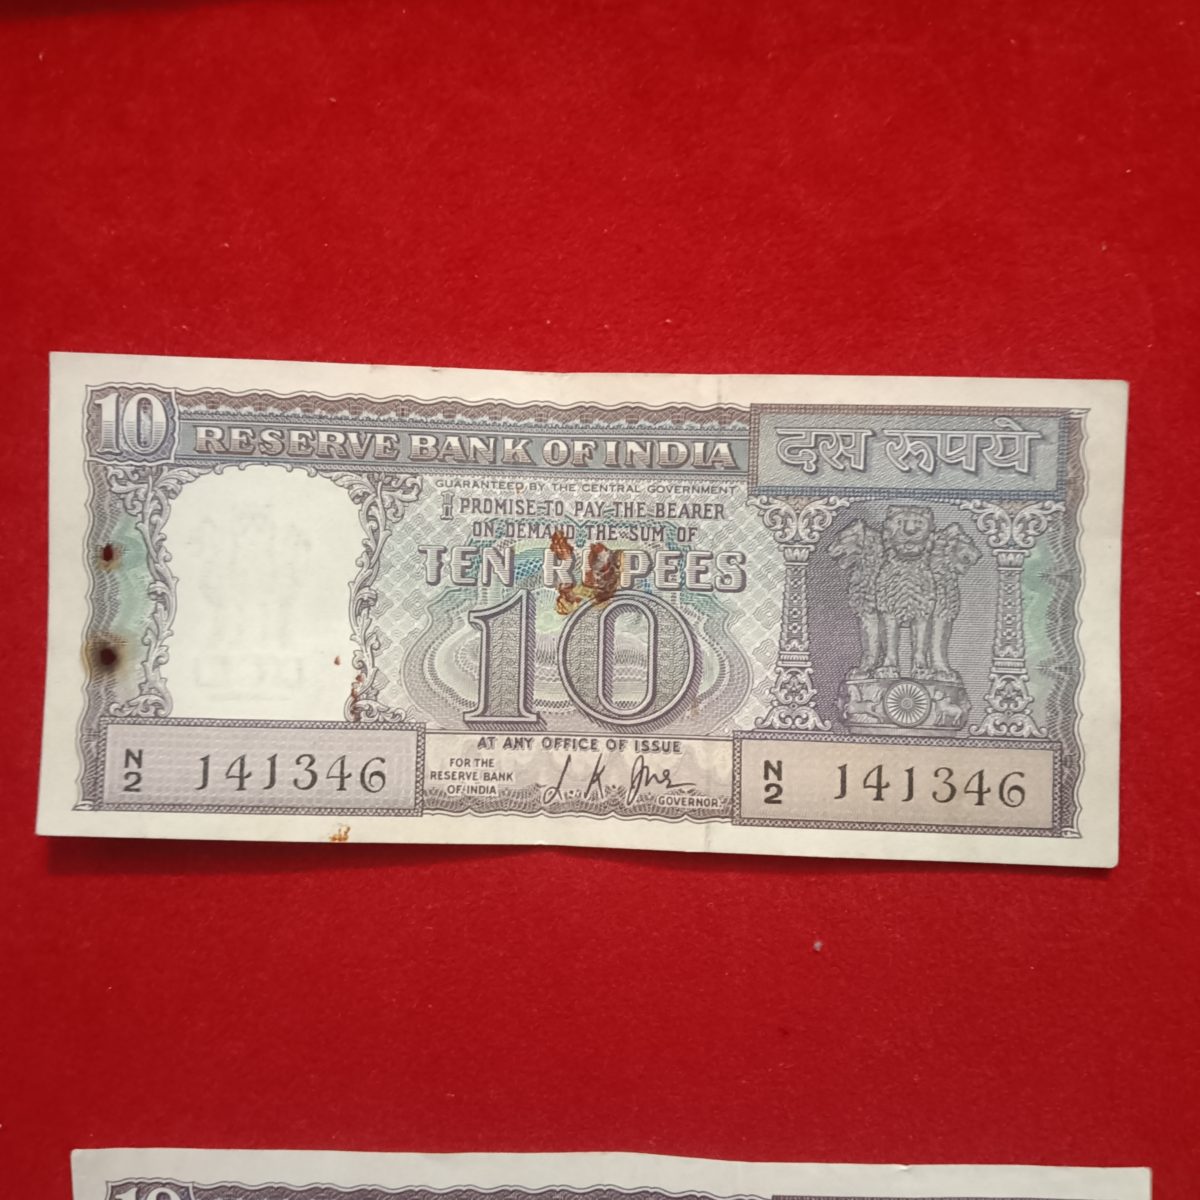 10
RESERVE BANK OF INDIA
दस रूपये
GUARANTEED BY THE CENTRAL GOVERNMENT
I PROMISE TO PAY THE BEARER
ON DEMAND THE SUM OF
TEN RUPEES
10
AT ANY OFFICE OF ISSUE
FOR THE
RESERVE BANK
OF INDIA
GOVERNOR
N
2 141346
N
2 141346
10